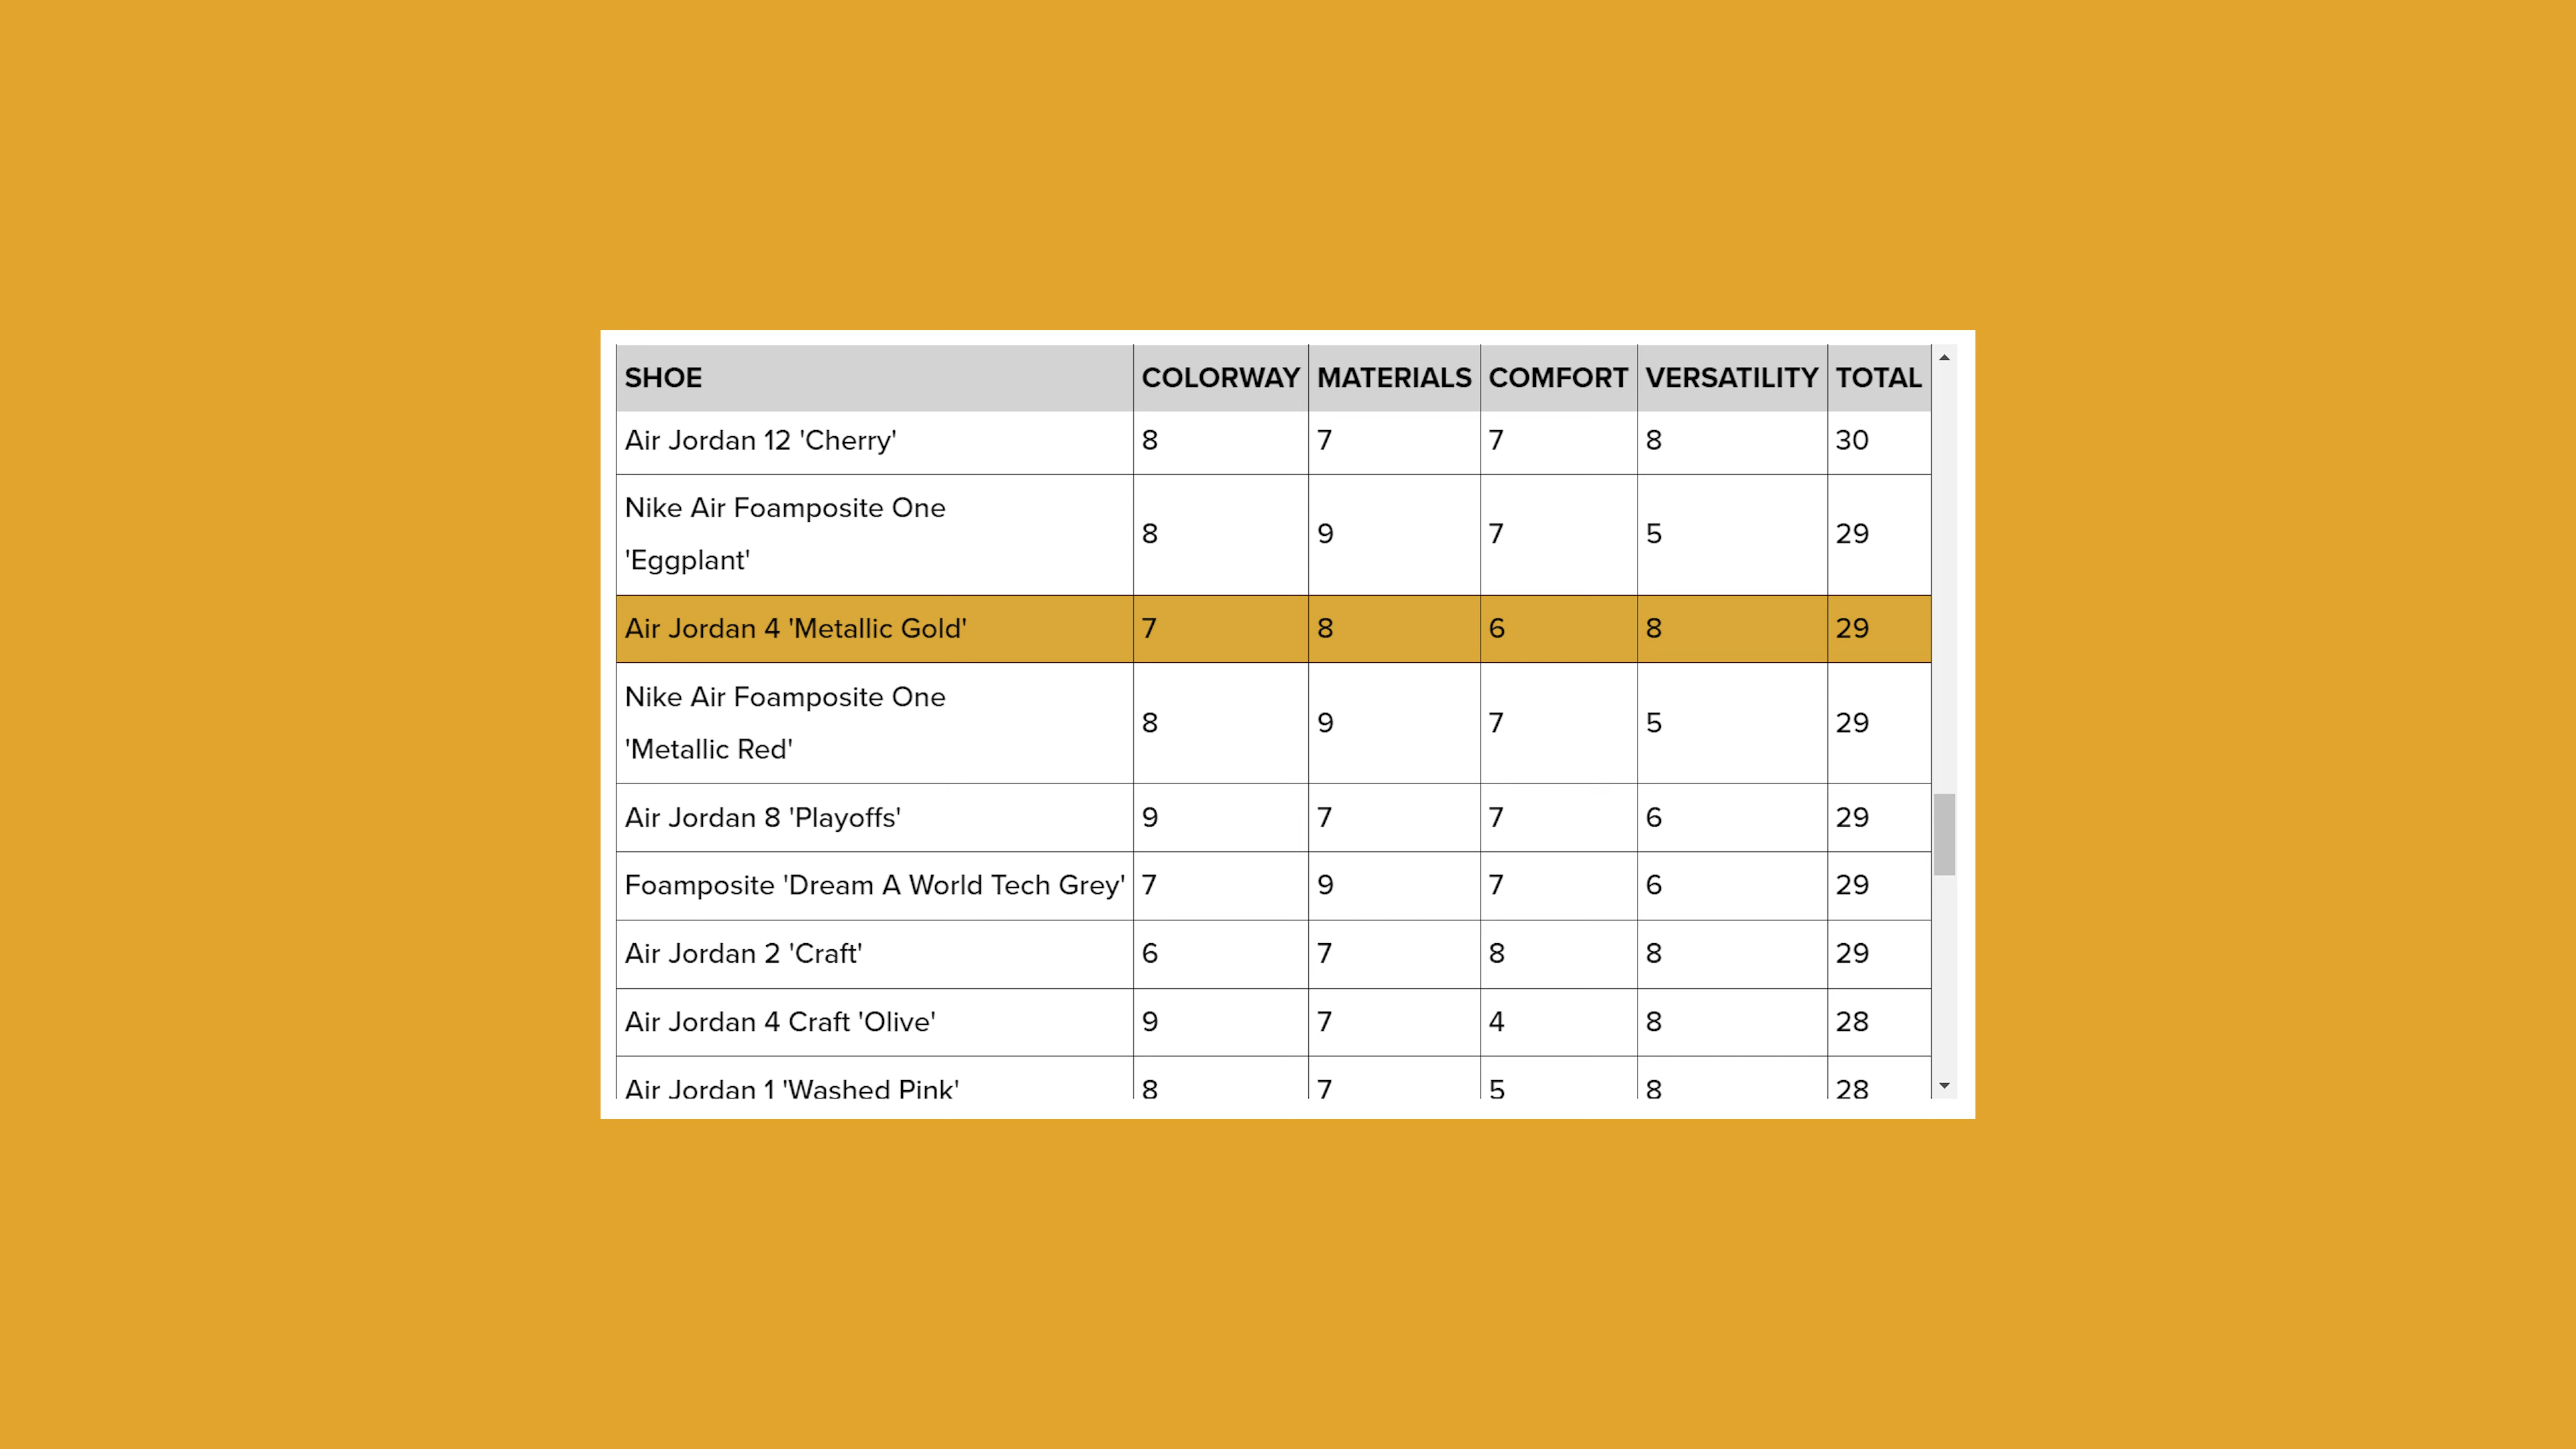 SHOE COLORWAY MATERIALS COMFORT VERSATILITY TOTAL
Air Jordan 12 'Cherry' 8 7 7 8 30
Nike Air Foamposite One
'Eggplant' 8 9 7 5 29
Air Jordan 4 'Metallic Gold' 7 8 6 8 29
Nike Air Foamposite One
'Metallic Red' 8 9 7 5 29
Air Jordan 8 'Playoffs' 9 7 7 6 29
Foamposite 'Dream A World Tech Grey' 7 9 7 6 29
Air Jordan 2 'Craft' 6 7 8 8 29
Air Jordan 4 Craft 'Olive' 9 7 4 8 28
Air Jordan 1 'Washed Pink' 8 7 5 8 28